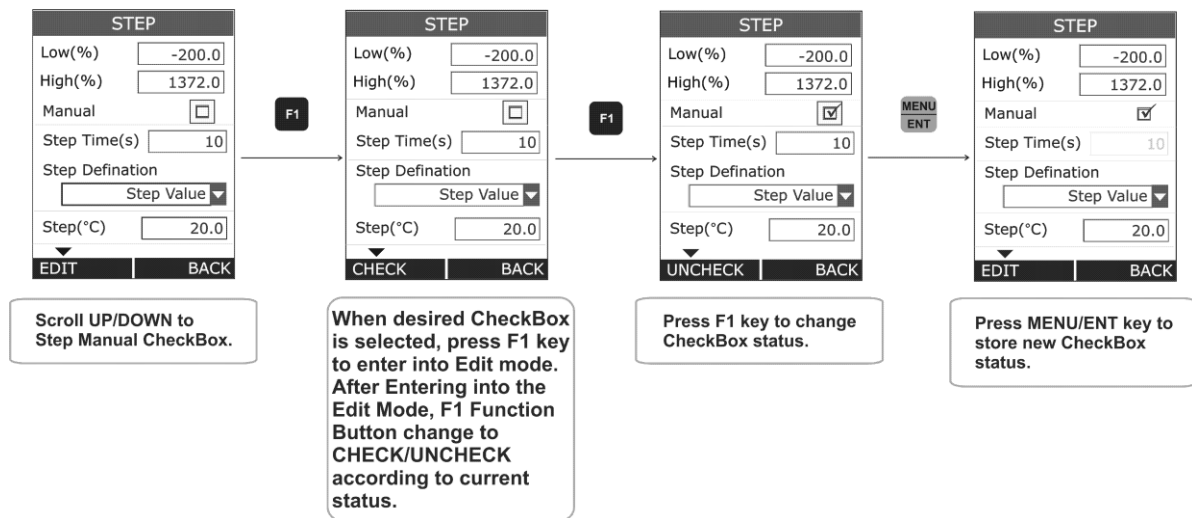 STEP
Low(%) -200.0
High(%) 1372.0
Manual
Step Time(s) 10
Step Defination
Step Value
Step(°C) 20.0
EDIT BACK
Scroll UP/DOWN to
Step Manual CheckBox.
F1
STEP
Low(%) -200.0
High(%) 1372.0
Manual
Step Time(s) 10
Step Defination
Step Value
Step(°C) 20.0
CHECK BACK
When desired CheckBox
is selected, press F1 key
to enter into Edit mode.
After Entering into the
Edit Mode, F1 Function
Button change to
CHECK/UNCHECK
according to current
status.
F1
STEP
Low(%) -200.0
High(%) 1372.0
Manual
Step Time(s) 10
Step Defination
Step Value
Step(°C) 20.0
UNCHECK BACK
Press F1 key to change
CheckBox status.
MENU
ENT
STEP
Low(%) -200.0
High(%) 1372.0
Manual
Step Time(s) 10
Step Defination
Step Value
Step(°C) 20.0
EDIT BACK
Press MENU/ENT key to
store new CheckBox
status.